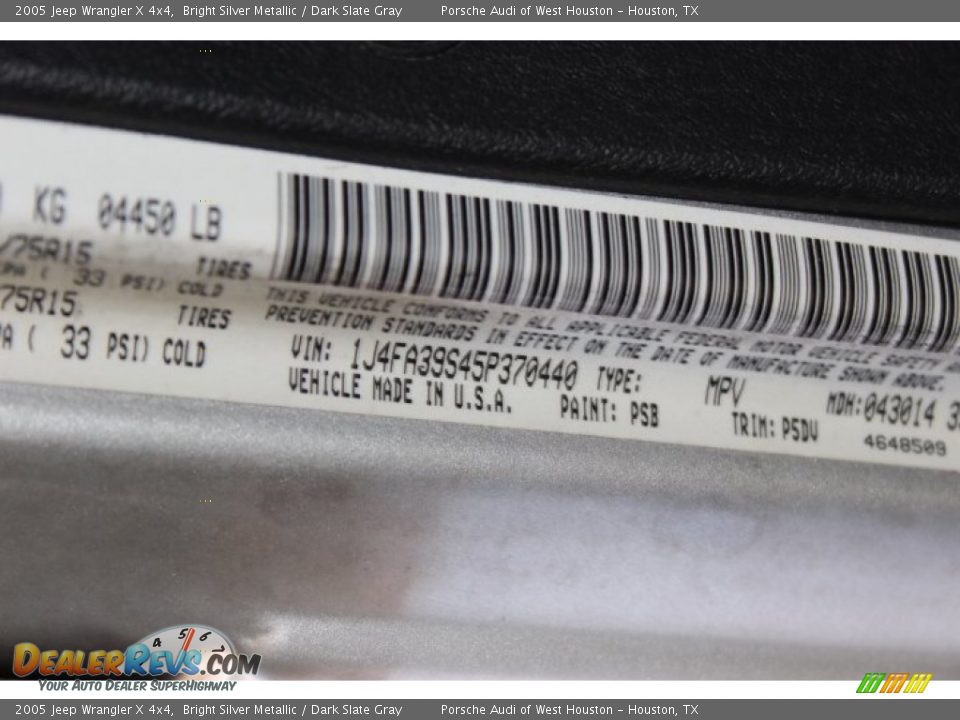 2005 Jeep Wrangler X 4x4, Bright Silver Metallic / Dark Slate Gray Porsche Audi of West Houston - Houston, TX
KG 04450 LB
/75R15 TIRES
( 33 PSI) COLD
75R15 TIRES
PA ( 33 PSI) COLD
THIS VEHICLE CONFORMS TO ALL APPLICABLE FEDERAL MOTOR VEHICLE SAFETY
PREVENTION STANDARDS IN EFFECT ON THE DATE OF MANUFACTURE SHOWN ABOVE.
VIN: 1J4FA39S45P370440 TYPE: MPV MDH:043014
VEHICLE MADE IN U.S.A. PAINT: PSB TRIM: P5DV 4648509
4 5 6
DEALERREVS.COM
YOUR AUTO DEALER SUPERHIGHWAY
2005 Jeep Wrangler X 4x4, Bright Silver Metallic / Dark Slate Gray Porsche Audi of West Houston - Houston, TX